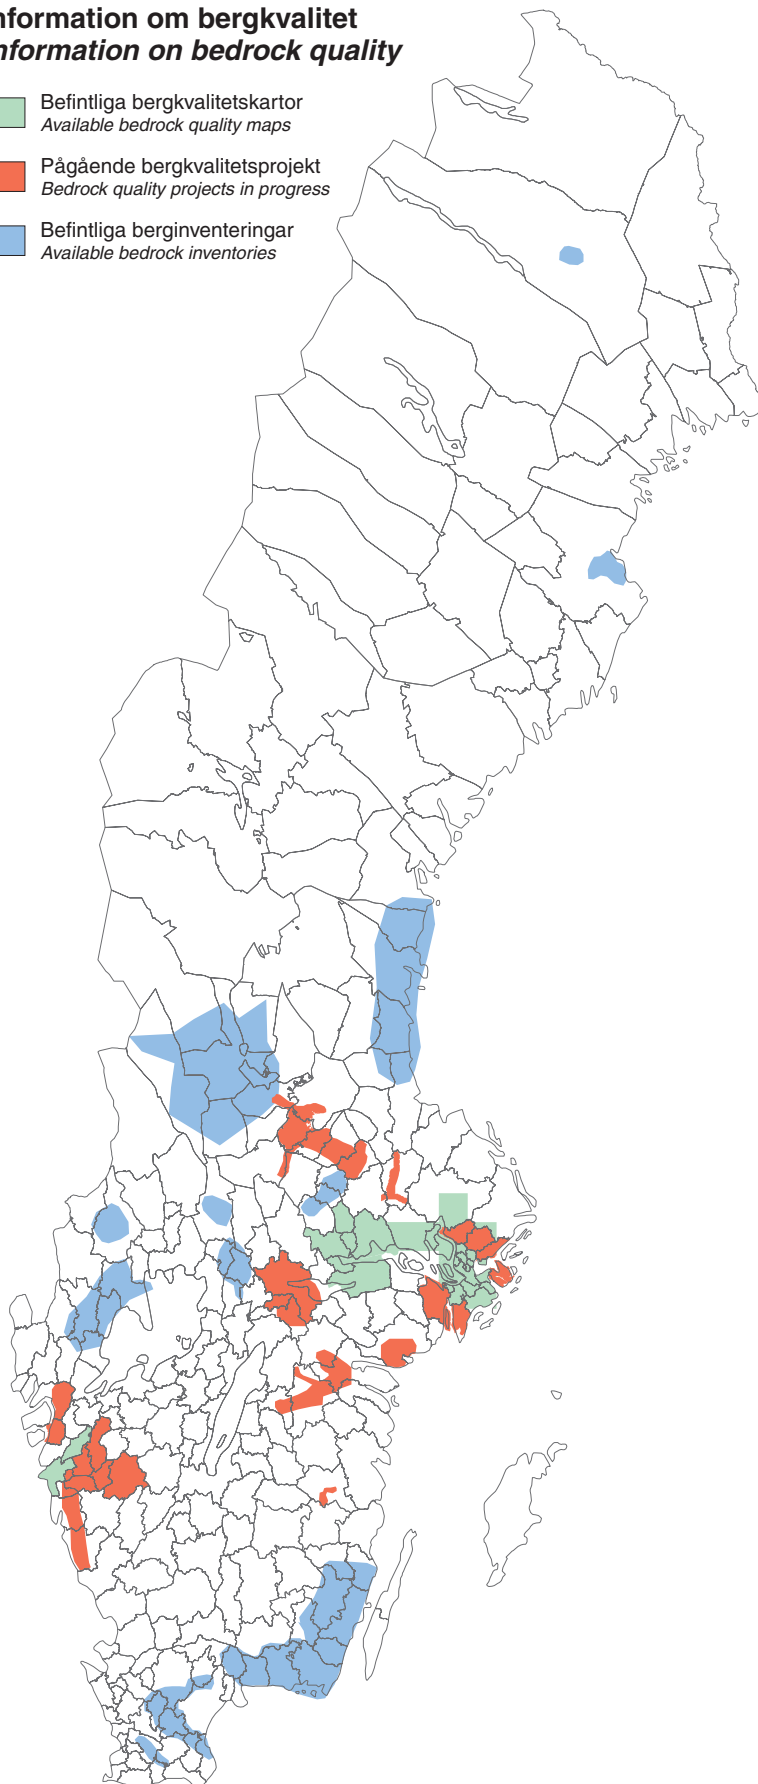 nformation om bergkvalitet
nformation on bedrock quality
Befintliga bergkvalitetskartor
Available bedrock quality maps
Pågående bergkvalitetsprojekt
Bedrock quality projects in progress
Befintliga berginventeringar
Available bedrock inventories